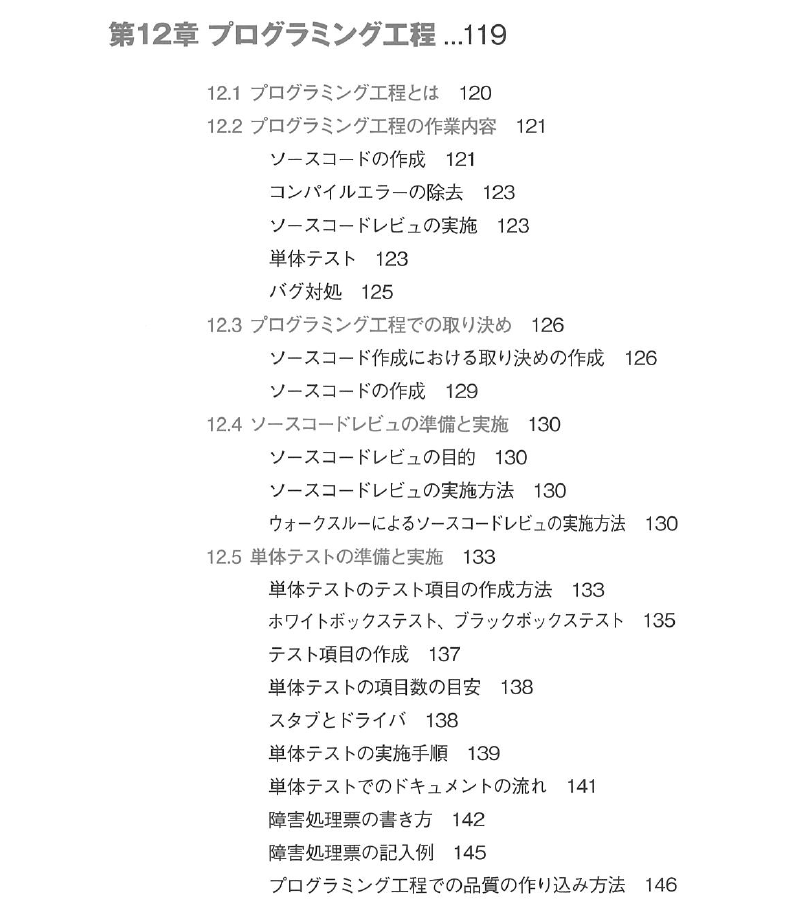 第12章 プログラミング工程 ...119
12.1 プログラミング工程とは 120
12.2 プログラミング工程の作業内容 121
ソースコードの作成 121
コンパイルエラーの除去 123
ソースコードレビュの実施 123
単体テスト 123
バグ対処 125
12.3 プログラミング工程での取り決め 126
ソースコード作成における取り決めの作成 126
ソースコードの作成 129
12.4 ソースコードレビュの準備と実施 130
ソースコードレビュの目的 130
ソースコードレビュの実施方法 130
ウォークスルーによるソースコードレビュの実施方法 130
12.5 単体テストの準備と実施 133
単体テストのテスト項目の作成方法 133
ホワイトボックステスト、ブラックボックステスト 135
テスト項目の作成 137
単体テストの項目数の目安 138
スタブとドライバ 138
単体テストの実施手順 139
単体テストでのドキュメントの流れ 141
障害処理票の書き方 142
障害処理票の記入例 145
プログラミング工程での品質の作り込み方法 146